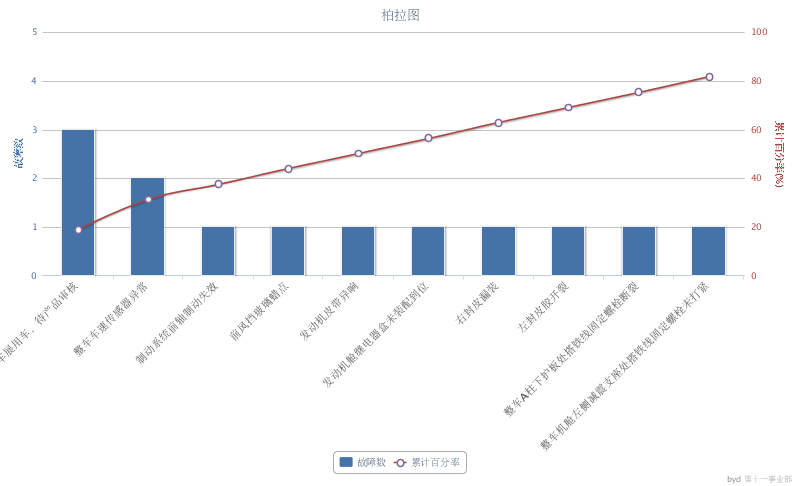 柏拉图
5
4
3
2
1
0
故障数
100
80
60
40
20
0
累计百分率(%)
车展用车，待产品审核
整车车速传感器异常
制动系统前轴制动失效
前风挡玻璃蜡点
发动机皮带异响
发动机舱继电器盒未装配到位
右封皮漏装
左封皮胶开裂
整车A柱下护板处搭铁线固定螺栓断裂
整车机舱左侧减震支座处搭铁线固定螺栓未打紧
故障数 累计百分率
byd 第十一事业部